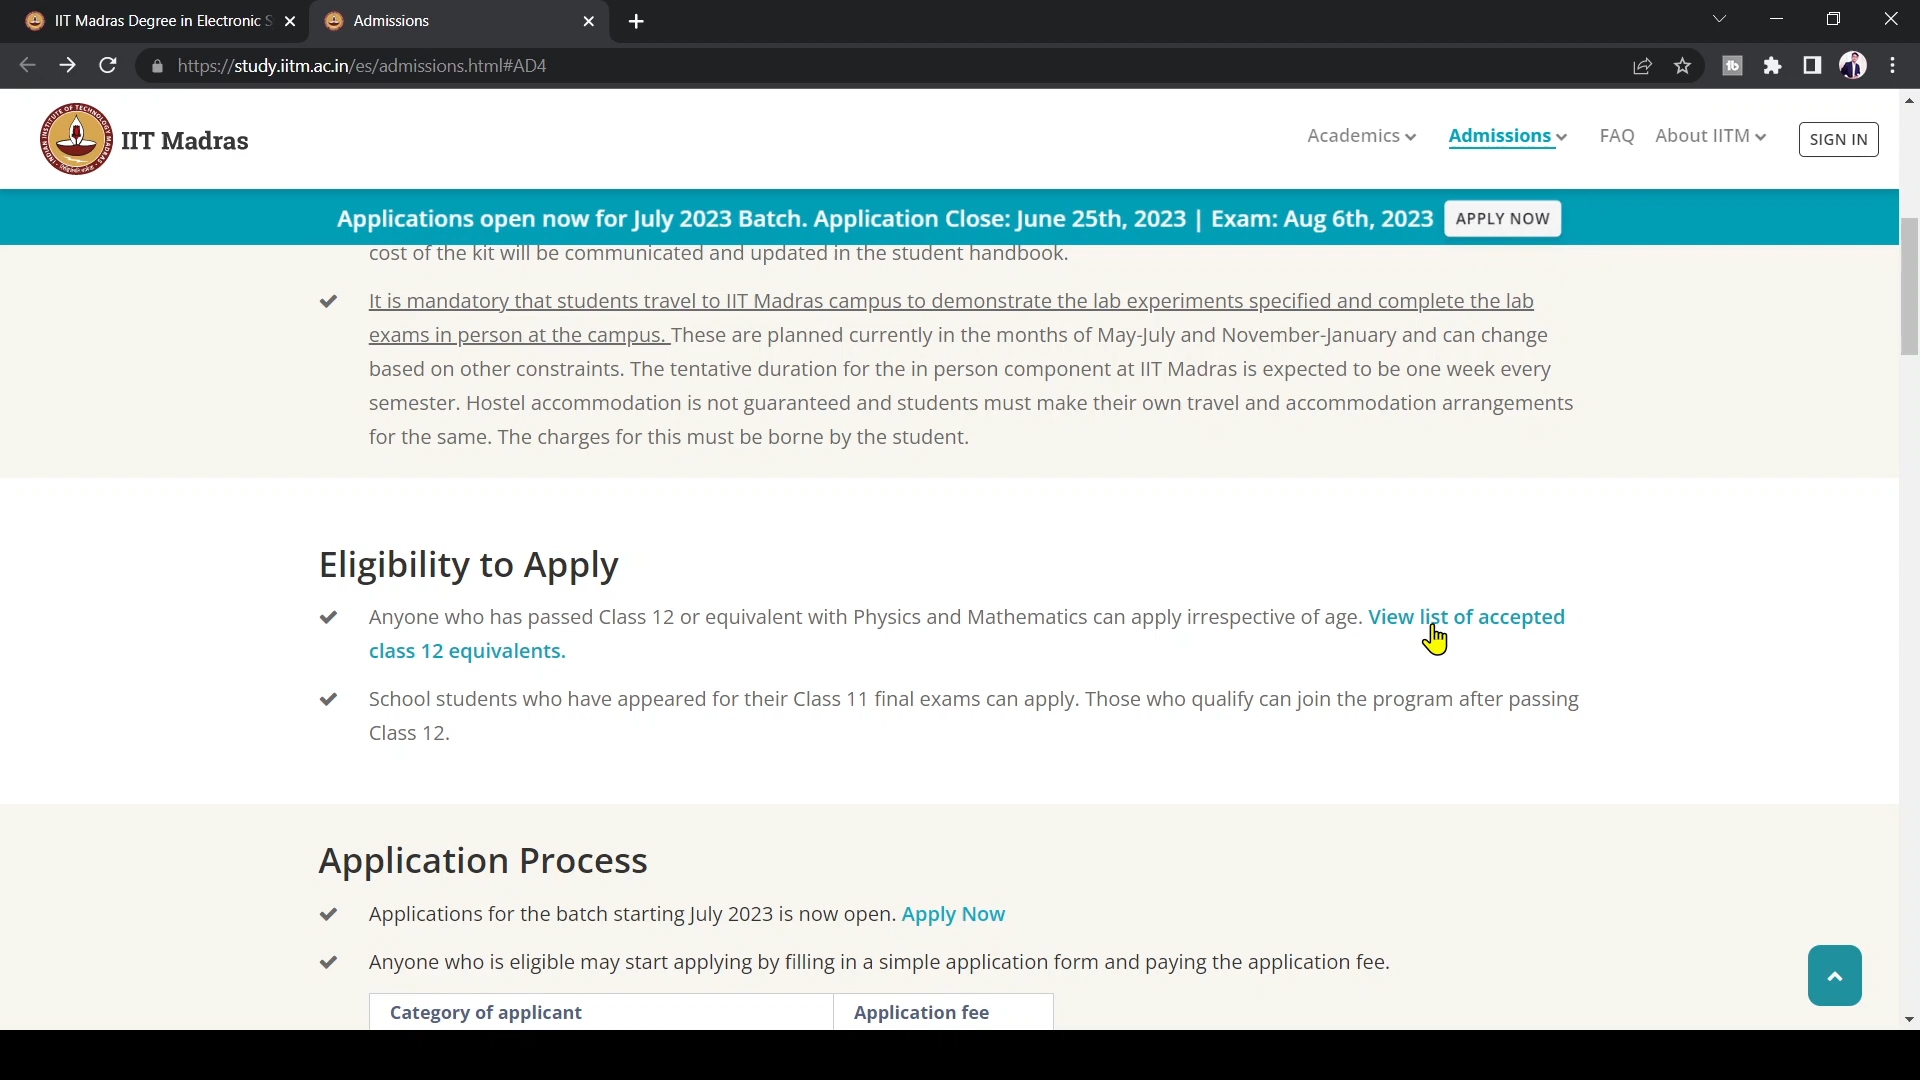 IIT Madras Degree in Electronic S
Admissions
https://study.iitm.ac.in/es/admissions.html#AD4
IIT Madras
Academics
Admissions
FAQ
About IITM
SIGN IN
Applications open now for July 2023 Batch. Application Close: June 25th, 2023 | Exam: Aug 6th, 2023
APPLY NOW
cost of the kit will be communicated and updated in the student handbook.
It is mandatory that students travel to IIT Madras campus to demonstrate the lab experiments specified and complete the lab
exams in person at the campus. These are planned currently in the months of May-July and November-January and can change
based on other constraints. The tentative duration for the in person component at IIT Madras is expected to be one week every
semester. Hostel accommodation is not guaranteed and students must make their own travel and accommodation arrangements
for the same. The charges for this must be borne by the student.
Eligibility to Apply
Anyone who has passed Class 12 or equivalent with Physics and Mathematics can apply irrespective of age. View list of accepted
class 12 equivalents.
School students who have appeared for their Class 11 final exams can apply. Those who qualify can join the program after passing
Class 12.
Application Process
Applications for the batch starting July 2023 is now open. Apply Now
Anyone who is eligible may start applying by filling in a simple application form and paying the application fee.
Category of applicant
Application fee